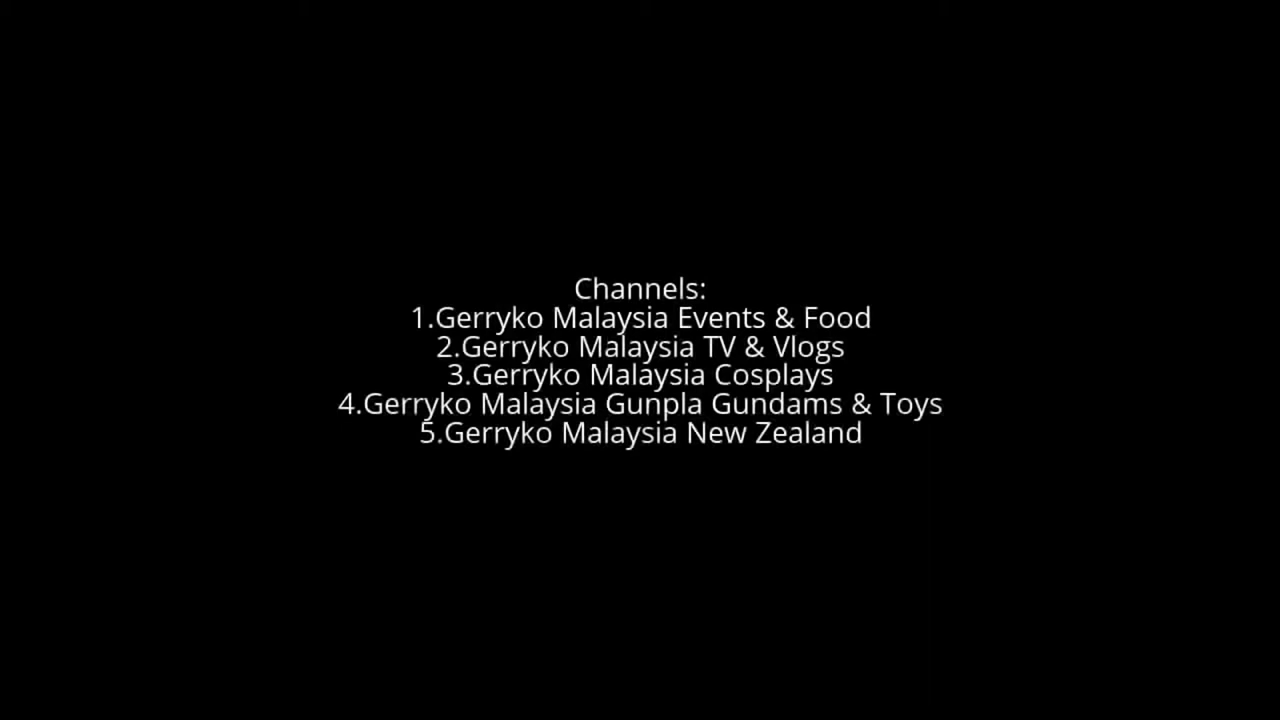 Channels:
1.Gerryko Malaysia Events & Food
2.Gerryko Malaysia TV & Vlogs
3.Gerryko Malaysia Cosplays
4.Gerryko Malaysia Gunpla Gundams & Toys
5.Gerryko Malaysia New Zealand